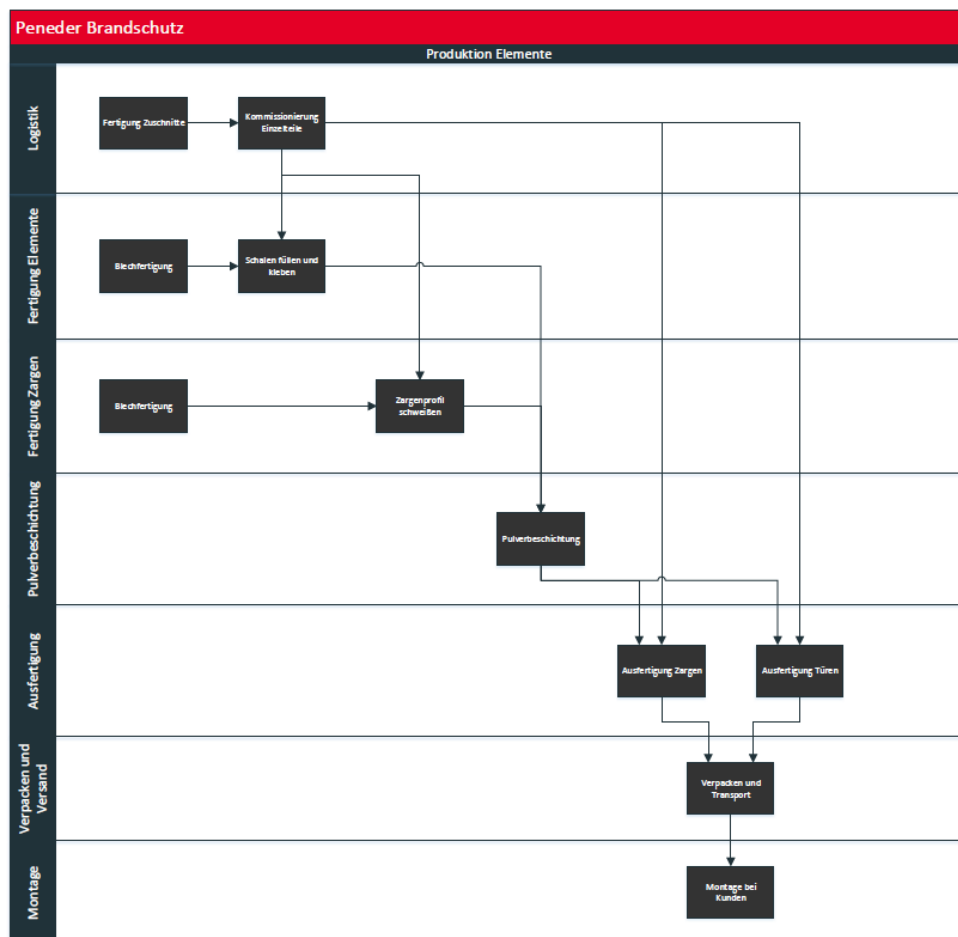 Peneder Brandschutz
Produktion Elemente
Logistik
Fertigung Zuschnitte
Kommissionierung
Einzelteile
Fertigung Elemente
Blechfertigung
Schalen füllen und
kleben
Fertigung Zargen
Blechfertigung
Zargenprofil
schweißen
Pulverbeschichtung
Pulverbeschichtung
Ausfertigung
Ausfertigung Zargen
Ausfertigung Türen
Verpacken und
Versand
Verpacken und
Transport
Montage
Montage bei
Kunden